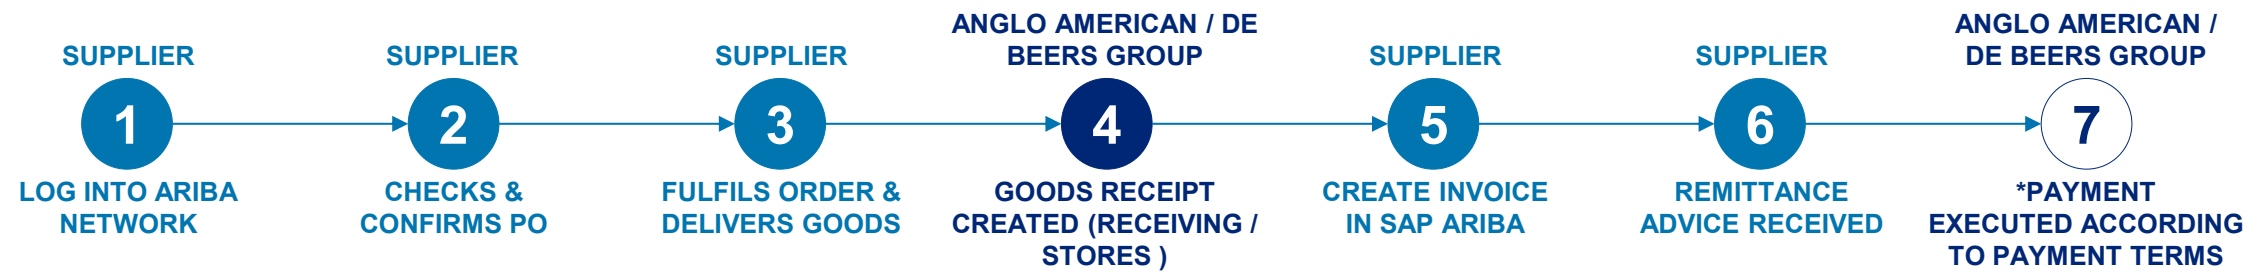 SUPPLIER
1
LOG INTO ARIBA
NETWORK
SUPPLIER
2
CHECKS &
CONFIRMS PO
SUPPLIER
3
FULFILS ORDER &
DELIVERS GOODS
ANGLO AMERICAN / DE
BEERS GROUP
4
GOODS RECEIPT
CREATED (RECEIVING /
STORES )
SUPPLIER
5
CREATE INVOICE
IN SAP ARIBA
SUPPLIER
6
REMITTANCE
ADVICE RECEIVED
ANGLO AMERICAN /
DE BEERS GROUP
7
*PAYMENT
EXECUTED ACCORDING
TO PAYMENT TERMS